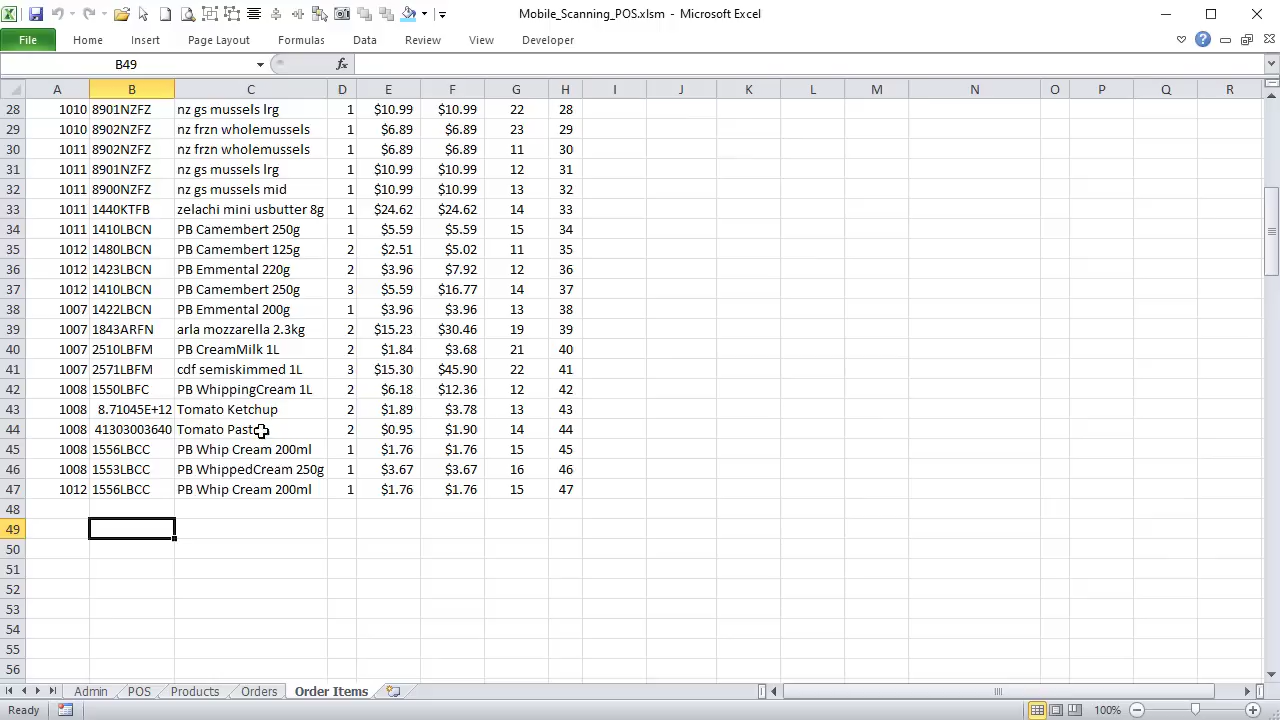 Mobile_Scanning_POS.xlsm - Microsoft Excel
File Home Insert Page Layout Formulas Data Review View Developer
B49 fx
A B C D E F G H I J K L M N O P Q R
28 1010 8901NZFZ nz gs mussels lrg 1 $10.99 $10.99 22 28
29 1010 8902NZFZ nz frzn wholemussels 1 $6.89 $6.89 23 29
30 1011 8902NZFZ nz frzn wholemussels 1 $6.89 $6.89 11 30
31 1011 8901NZFZ nz gs mussels lrg 1 $10.99 $10.99 12 31
32 1011 8900NZFZ nz gs mussels mid 1 $10.99 $10.99 13 32
33 1011 1440KTFB zelachi mini usbutter 8g 1 $24.62 $24.62 14 33
34 1011 1410LBCN PB Camembert 250g 1 $5.59 $5.59 15 34
35 1012 1480LBCN PB Camembert 125g 2 $2.51 $5.02 11 35
36 1012 1423LBCN PB Emmental 220g 2 $3.96 $7.92 12 36
37 1012 1410LBCN PB Camembert 250g 3 $5.59 $16.77 14 37
38 1007 1422LBCN PB Emmental 200g 1 $3.96 $3.96 13 38
39 1007 1843ARFN arla mozzarella 2.3kg 2 $15.23 $30.46 19 39
40 1007 2510LBFM PB CreamMilk 1L 2 $1.84 $3.68 21 40
41 1007 2571LBFM cdf semiskimmed 1L 3 $15.30 $45.90 22 41
42 1008 1550LBFC PB WhippingCream 1L 2 $6.18 $12.36 12 42
43 1008 8.71045E+12 Tomato Ketchup 2 $1.89 $3.78 13 43
44 1008 41303003640 Tomato Past 2 $0.95 $1.90 14 44
45 1008 1556LBCC PB Whip Cream 200ml 1 $1.76 $1.76 15 45
46 1008 1553LBCC PB WhippedCream 250g 1 $3.67 $3.67 16 46
47 1012 1556LBCC PB Whip Cream 200ml 1 $1.76 $1.76 15 47
48
49
50
51
52
53
54
55
56
Admin POS Products Orders Order Items
Ready 100%